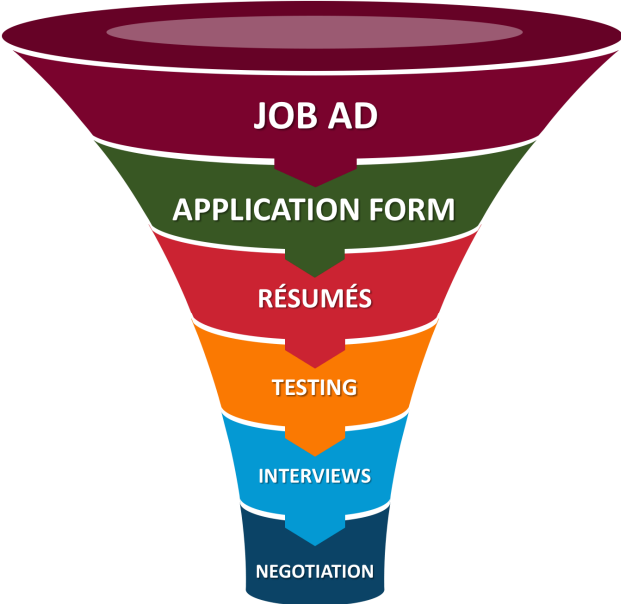 JOB AD
APPLICATION FORM
RÉSUMÉS
TESTING
INTERVIEWS
NEGOTIATION